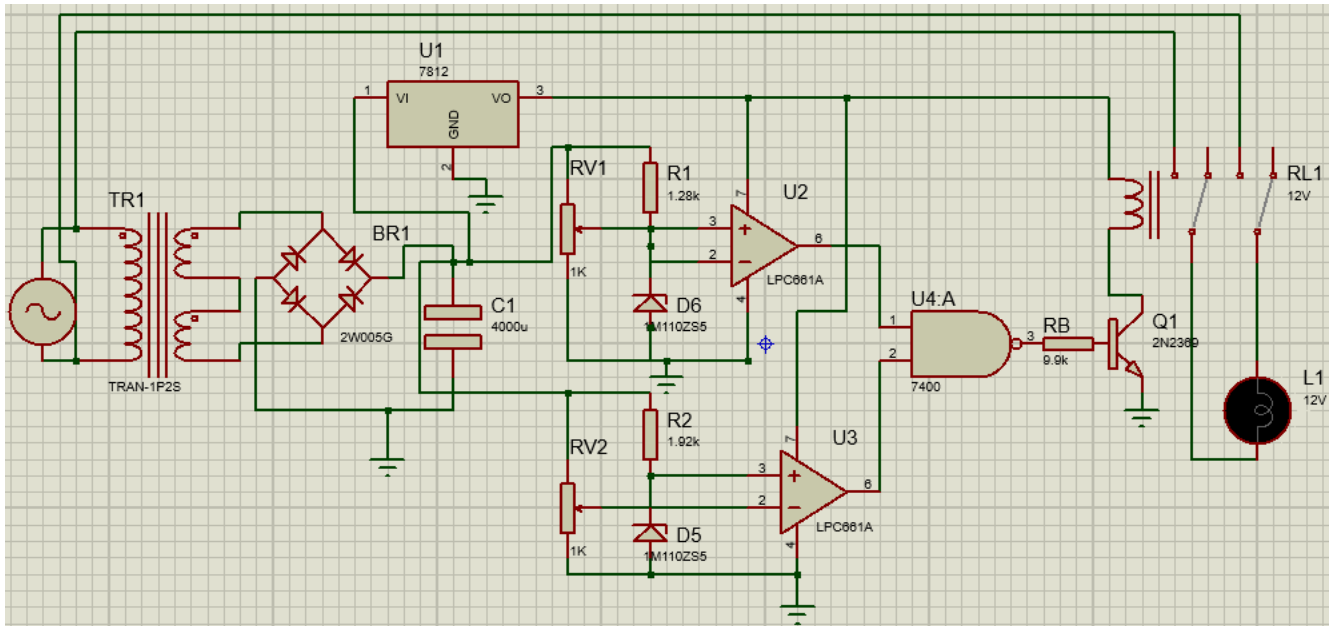 U1
7812
1
VI
VO
3
GND
2
RV1
R1
1.28k
U2
7
3
2
6
4
LPC661A
1K
D6
1M110ZS5
TR1
TRAN-1P2S
BR1
2W005G
C1
4000u
RL1
12V
U4:A
1
2
3
7400
RB
9.9k
Q1
2N2369
L1
12V
RV2
R2
1.92k
U3
7
3
2
6
4
LPC661A
1K
D5
1M110ZS5